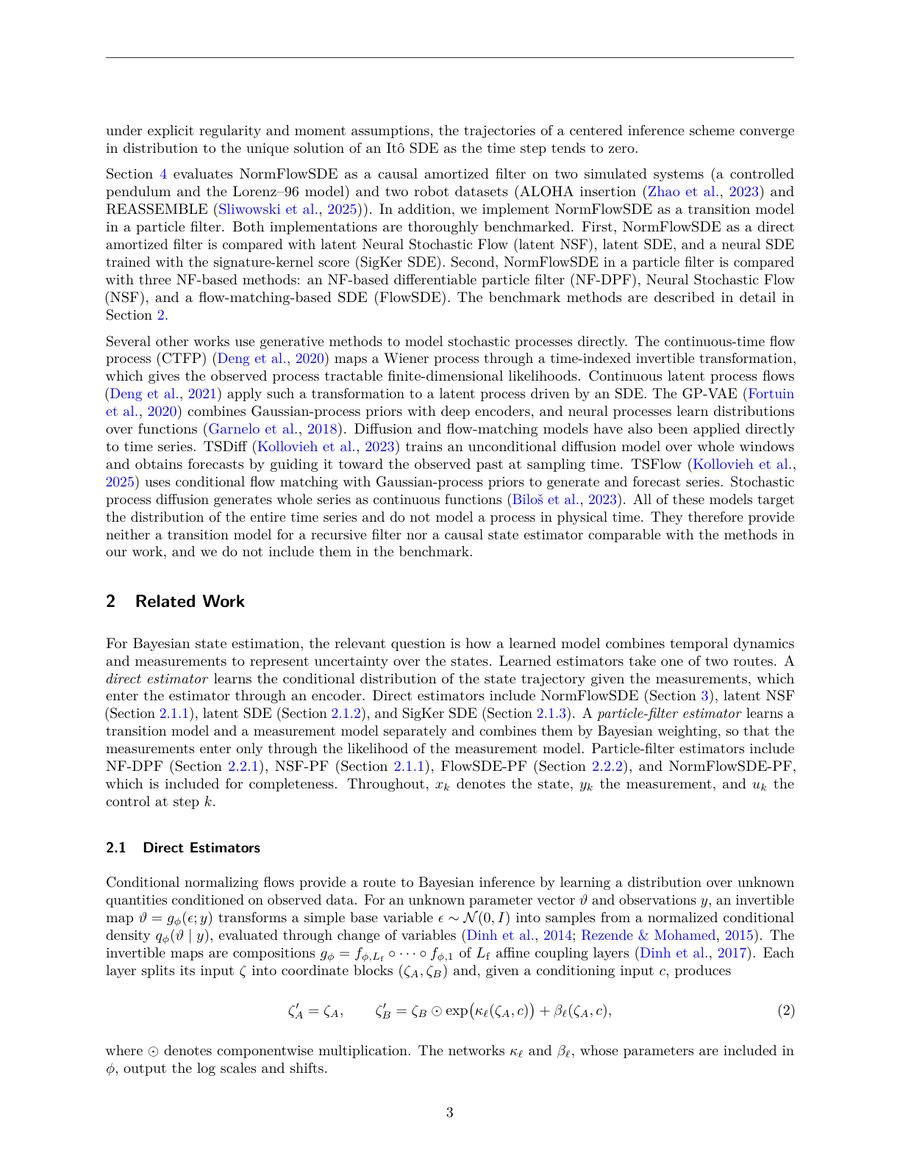 under explicit regularity and moment assumptions, the trajectories of a centered inference scheme converge
in distribution to the unique solution of an Itô SDE as the time step tends to zero.
Section 4 evaluates NormFlowSDE as a causal amortized filter on two simulated systems (a controlled
pendulum and the Lorenz–96 model) and two robot datasets (ALOHA insertion (Zhao et al., 2023) and
REASSEMBLE (Sliwowski et al., 2025)). In addition, we implement NormFlowSDE as a transition model
in a particle filter. Both implementations are thoroughly benchmarked. First, NormFlowSDE as a direct
amortized filter is compared with latent Neural Stochastic Flow (latent NSF), latent SDE, and a neural SDE
trained with the signature-kernel score (SigKer SDE). Second, NormFlowSDE in a particle filter is compared
with three NF-based methods: an NF-based differentiable particle filter (NF-DPF), Neural Stochastic Flow
(NSF), and a flow-matching-based SDE (FlowSDE). The benchmark methods are described in detail in
Section 2.
Several other works use generative methods to model stochastic processes directly. The continuous-time flow
process (CTFP) (Deng et al., 2020) maps a Wiener process through a time-indexed invertible transformation,
which gives the observed process tractable finite-dimensional likelihoods. Continuous latent process flows
(Deng et al., 2021) apply such a transformation to a latent process driven by an SDE. The GP-VAE (Fortuin
et al., 2020) combines Gaussian-process priors with deep encoders, and neural processes learn distributions
over functions (Garnelo et al., 2018). Diffusion and flow-matching models have also been applied directly
to time series. TSDiff (Kollovieh et al., 2023) trains an unconditional diffusion model over whole windows
and obtains forecasts by guiding it toward the observed past at sampling time. TSFlow (Kollovieh et al.,
2025) uses conditional flow matching with Gaussian-process priors to generate and forecast series. Stochastic
process diffusion generates whole series as continuous functions (Biloš et al., 2023). All of these models target
the distribution of the entire time series and do not model a process in physical time. They therefore provide
neither a transition model for a recursive filter nor a causal state estimator comparable with the methods in
our work, and we do not include them in the benchmark.
2 Related Work
For Bayesian state estimation, the relevant question is how a learned model combines temporal dynamics
and measurements to represent uncertainty over the states. Learned estimators take one of two routes. A
direct estimator learns the conditional distribution of the state trajectory given the measurements, which
enter the estimator through an encoder. Direct estimators include NormFlowSDE (Section 3), latent NSF
(Section 2.1.1), latent SDE (Section 2.1.2), and SigKer SDE (Section 2.1.3). A particle-filter estimator learns a
transition model and a measurement model separately and combines them by Bayesian weighting, so that the
measurements enter only through the likelihood of the measurement model. Particle-filter estimators include
NF-DPF (Section 2.2.1), NSF-PF (Section 2.1.1), FlowSDE-PF (Section 2.2.2), and NormFlowSDE-PF,
which is included for completeness. Throughout, xₖ denotes the state, yₖ the measurement, and uₖ the
control at step k.
2.1 Direct Estimators
Conditional normalizing flows provide a route to Bayesian inference by learning a distribution over unknown
quantities conditioned on observed data. For an unknown parameter vector ϑ and observations y, an invertible
map ϑ = g_ϕ(ϵ; y) transforms a simple base variable ϵ ∼ 𝒩(0, I) into samples from a normalized conditional
density q_ϕ(ϑ | y), evaluated through change of variables (Dinh et al., 2014; Rezende & Mohamed, 2015). The
invertible maps are compositions g_ϕ = f_{ϕ,L_f} ∘ · · · ∘ f_{ϕ,1} of L_f affine coupling layers (Dinh et al., 2017). Each
layer splits its input ζ into coordinate blocks (ζ_A, ζ_B) and, given a conditioning input c, produces
ζ′_A = ζ_A, ζ′_B = ζ_B ⊙ exp(κ_ℓ(ζ_A, c)) + β_ℓ(ζ_A, c), (2)
where ⊙ denotes componentwise multiplication. The networks κ_ℓ and β_ℓ, whose parameters are included in
ϕ, output the log scales and shifts.
3